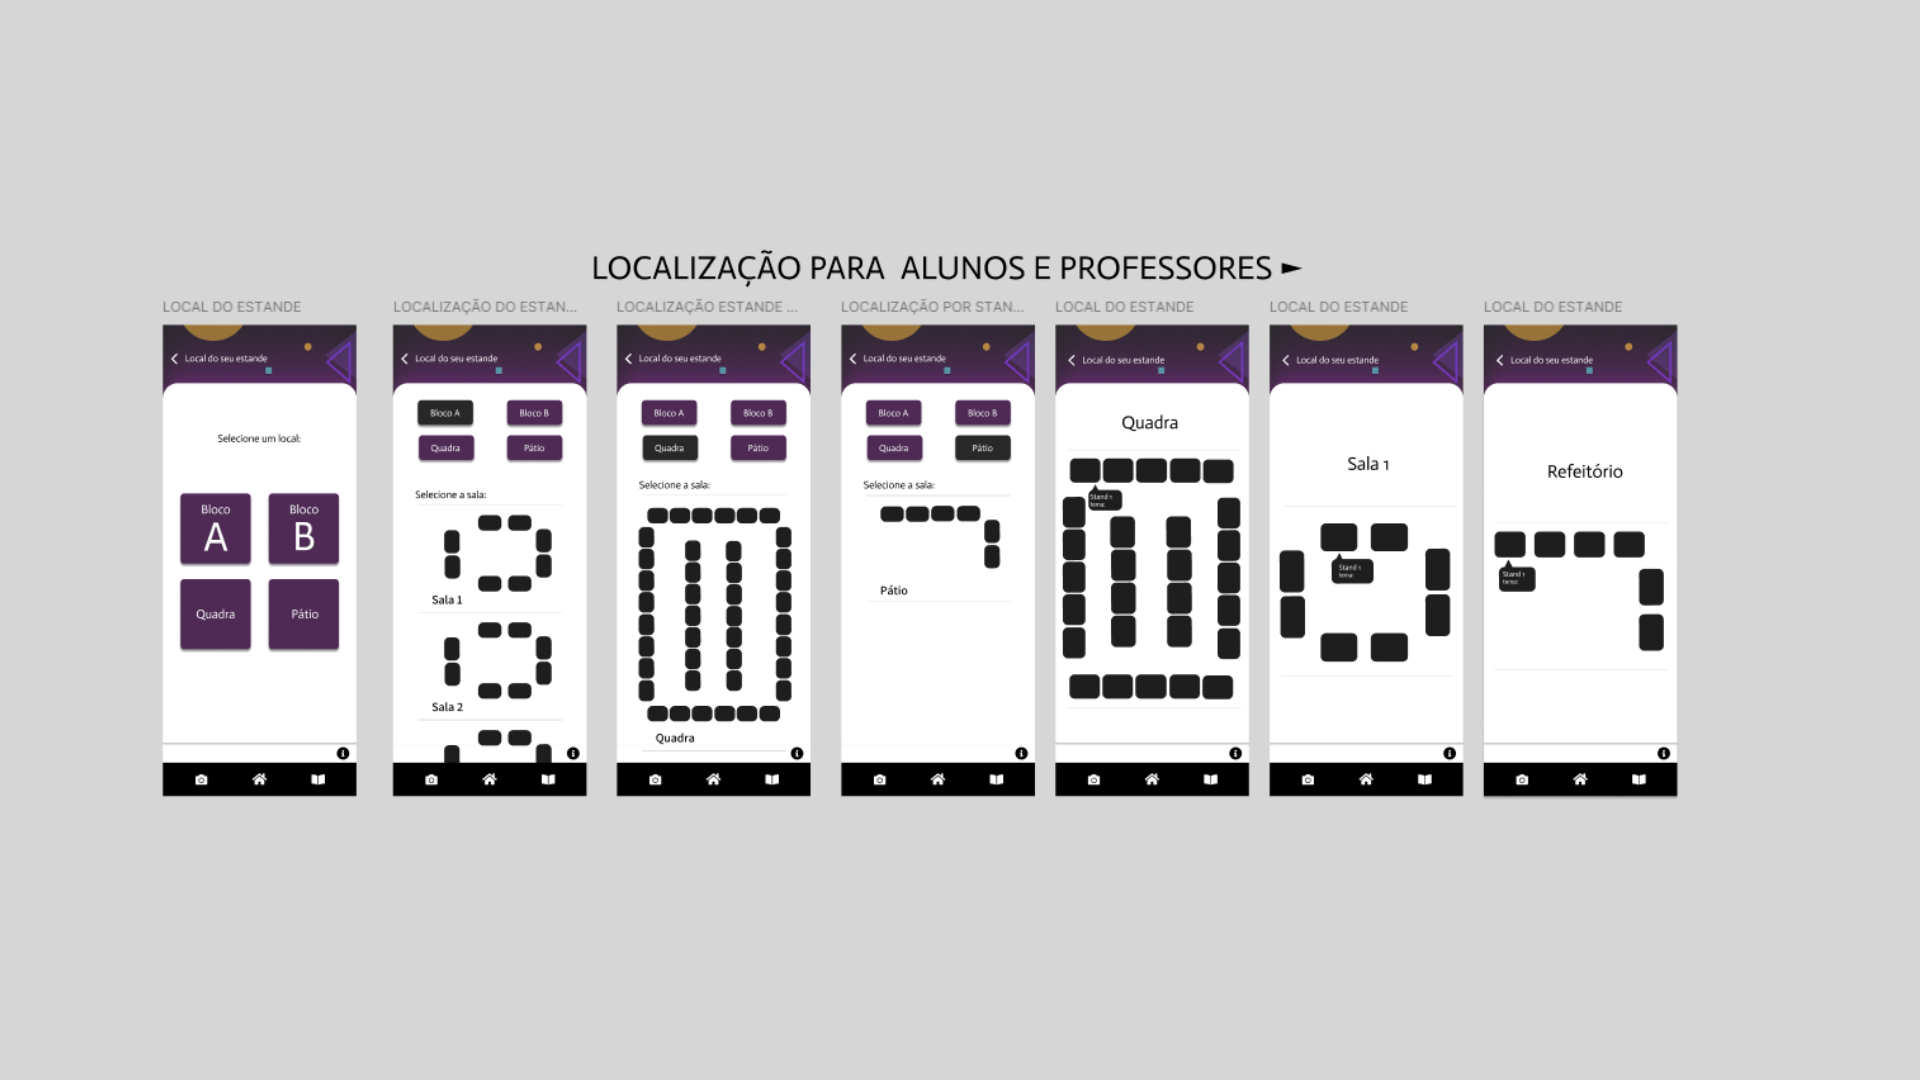 LOCALIZAÇÃO PARA ALUNOS E PROFESSORES ►
LOCAL DO ESTANDE
Local do seu estande
Selecione um local:
Bloco
A
Bloco
B
Quadra
Pátio
LOCALIZAÇÃO DO ESTAN...
Local do seu estande
Bloco A
Bloco B
Quadra
Pátio
Selecione a sala:
Sala 1
Sala 2
LOCALIZAÇÃO ESTANDE ...
Local do seu estande
Bloco A
Bloco B
Quadra
Pátio
Selecione a sala:
Quadra
LOCALIZAÇÃO POR STAN...
Local do seu estande
Bloco A
Bloco B
Quadra
Pátio
Selecione a sala:
Pátio
LOCAL DO ESTANDE
Local do seu estande
Quadra
Stand 1
tema:
LOCAL DO ESTANDE
Local do seu estande
Sala 1
Stand 1
tema:
LOCAL DO ESTANDE
Local do seu estande
Refeitório
Stand 1
tema: